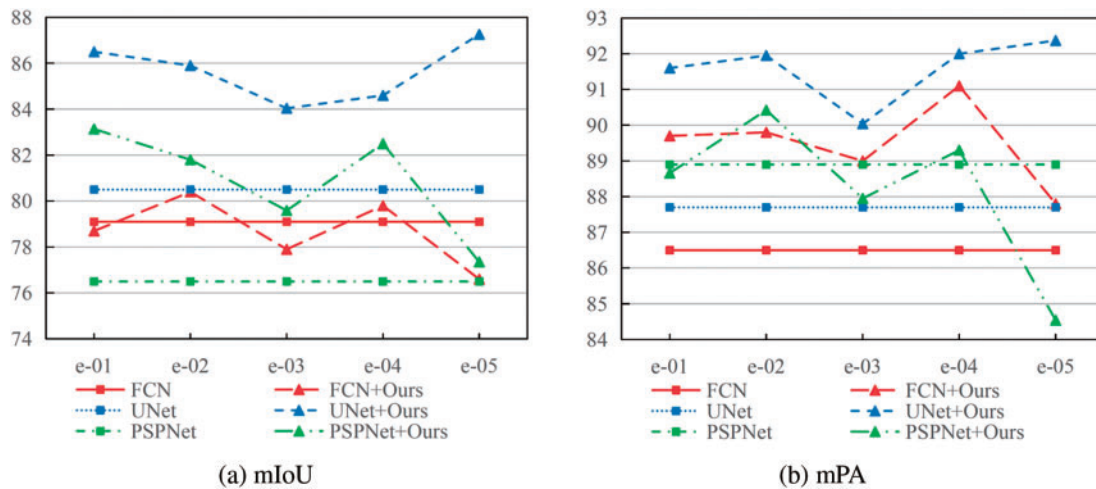 88
86
84
82
80
78
76
74
e-01 e-02 e-03 e-04 e-05
FCN FCN+Ours
UNet UNet+Ours
PSPNet PSPNet+Ours
(a) mIoU
93
92
91
90
89
88
87
86
85
84
e-01 e-02 e-03 e-04 e-05
FCN FCN+Ours
UNet UNet+Ours
PSPNet PSPNet+Ours
(b) mPA